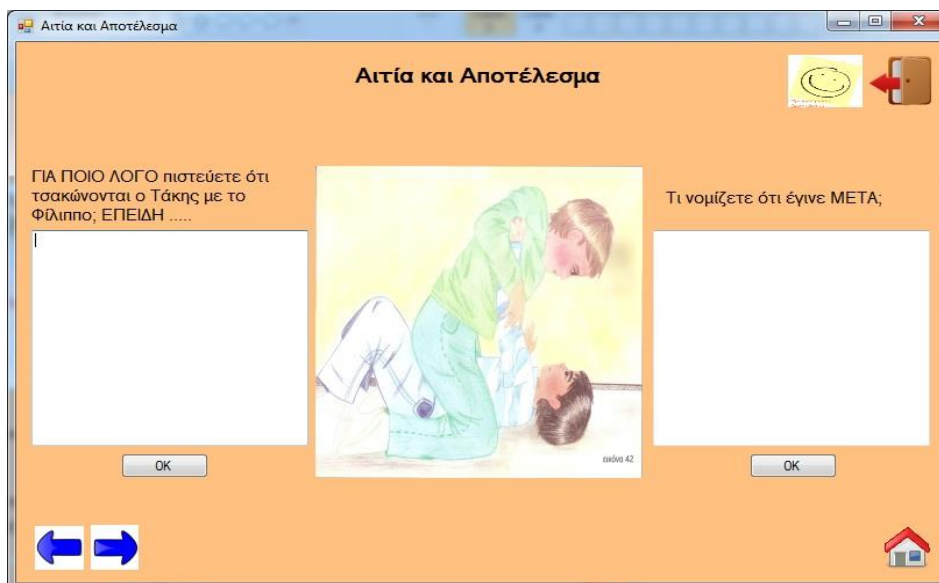 Αιτία και Αποτέλεσμα
Αιτία και Αποτέλεσμα
ΓΙΑ ΠΟΙΟ ΛΟΓΟ πιστεύετε ότι
τσακώνονται ο Τάκης με το
Φίλιππο; ΕΠΕΙΔΗ .....
Τι νομίζετε ότι έγινε ΜΕΤΑ;
εικόνα 42
OK
OK